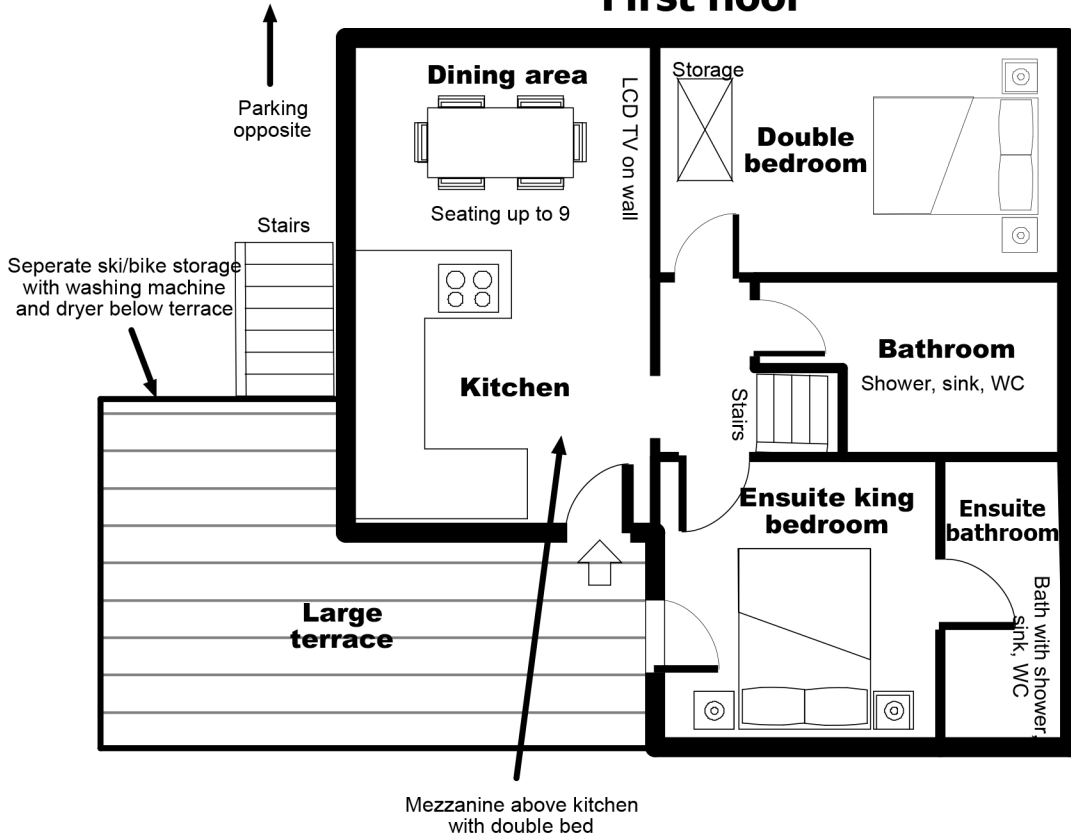 First floor
Parking
opposite
Dining area
LCD TV on wall
Seating up to 9
Storage
Double
bedroom
Stairs
Seperate ski/bike storage
with washing machine
and dryer below terrace
Kitchen
Bathroom
Shower, sink, WC
Stairs
Ensuite king
bedroom
Ensuite
bathroom
Bath with shower,
sink, WC
Large
terrace
Mezzanine above kitchen
with double bed